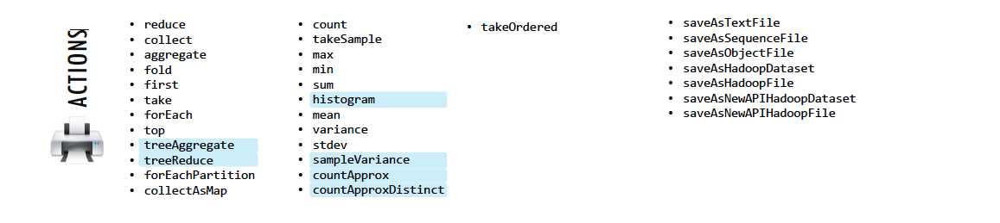 ACTIONS
• reduce
• collect
• aggregate
• fold
• first
• take
• forEach
• top
• treeAggregate
• treeReduce
• forEachPartition
• collectAsMap
• count
• takeSample
• max
• min
• sum
• histogram
• mean
• variance
• stdev
• sampleVariance
• countApprox
• countApproxDistinct
• takeOrdered
• saveAsTextFile
• saveAsSequenceFile
• saveAsObjectFile
• saveAsHadoopDataset
• saveAsHadoopFile
• saveAsNewAPIHadoopDataset
• saveAsNewAPIHadoopFile